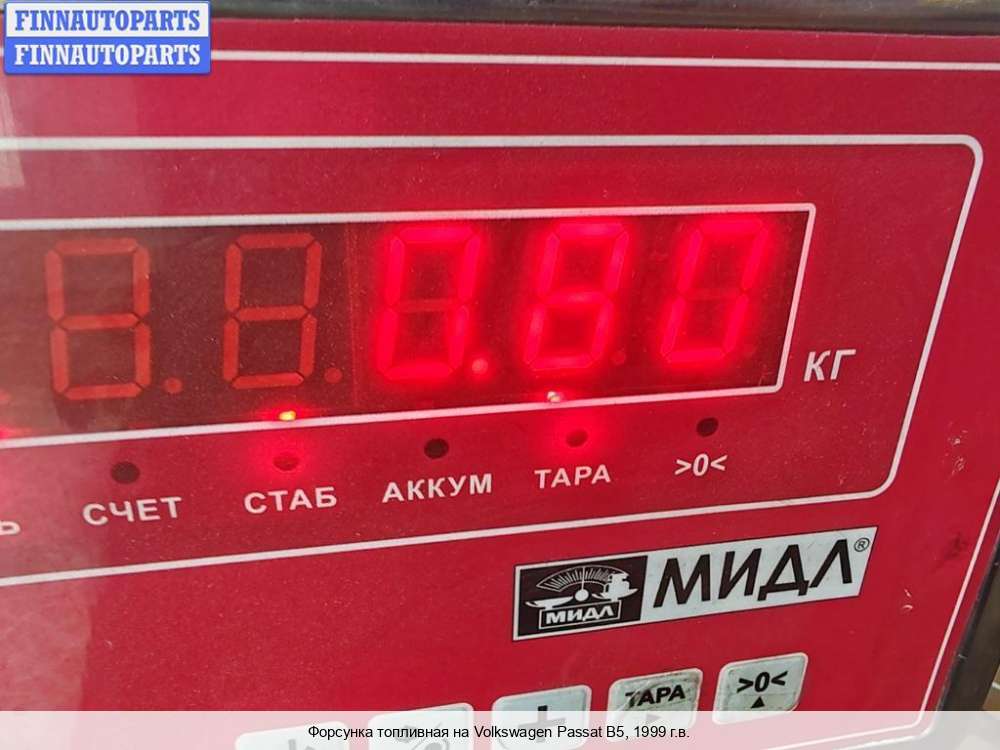 FINNAUTOPARTS
FINNAUTOPARTS
0.80
КГ
СЧЕТ СТАБ АККУМ ТАРА >0<
МИДЛ МИДЛ®
ТАРА >0<
Форсунка топливная на Volkswagen Passat B5, 1999 г.в.